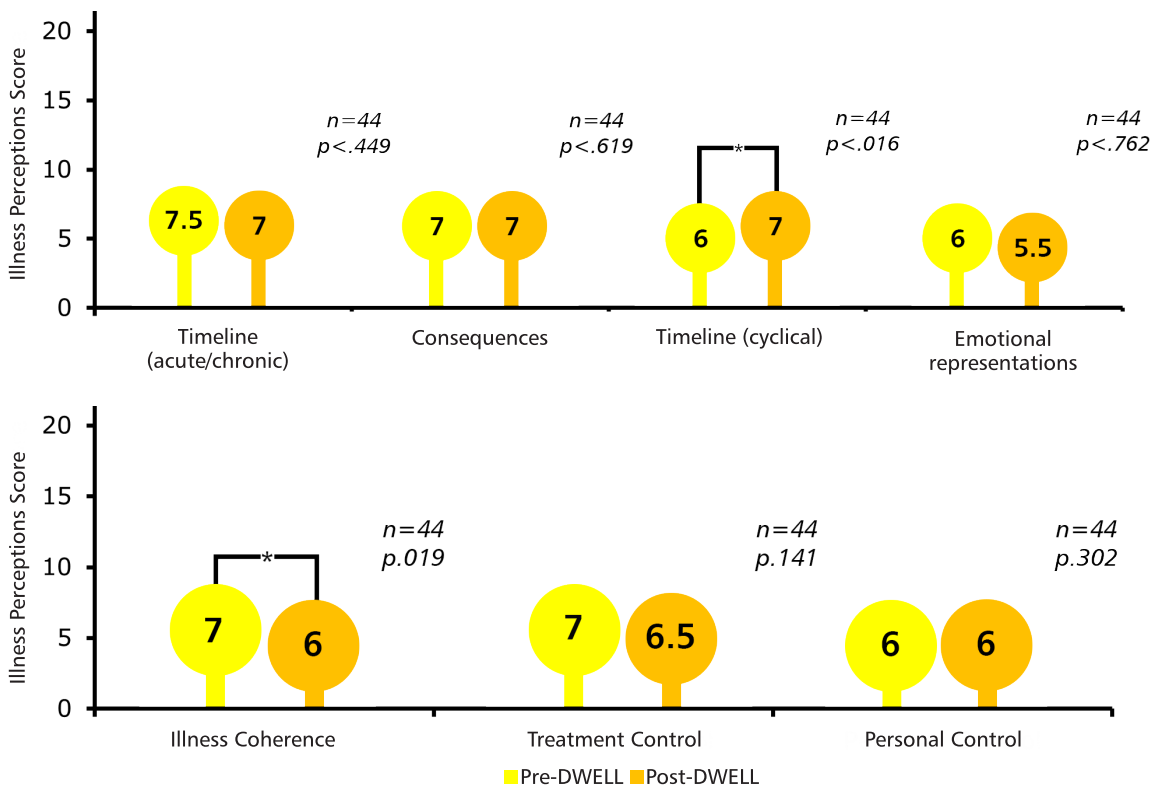 Illness Perceptions Score
20
15
10
5
0
n=44
p<.449
n=44
p<.619
n=44
p<.016
n=44
p<.762
*
7.5
7
7
7
6
7
6
5.5
Timeline
(acute/chronic)
Consequences
Timeline (cyclical)
Emotional
representations
Illness Perceptions Score
20
15
10
5
0
n=44
p.019
n=44
p.141
n=44
p.302
*
7
6
7
6.5
6
6
Illness Coherence
Treatment Control
Personal Control
Pre-DWELL Post-DWELL